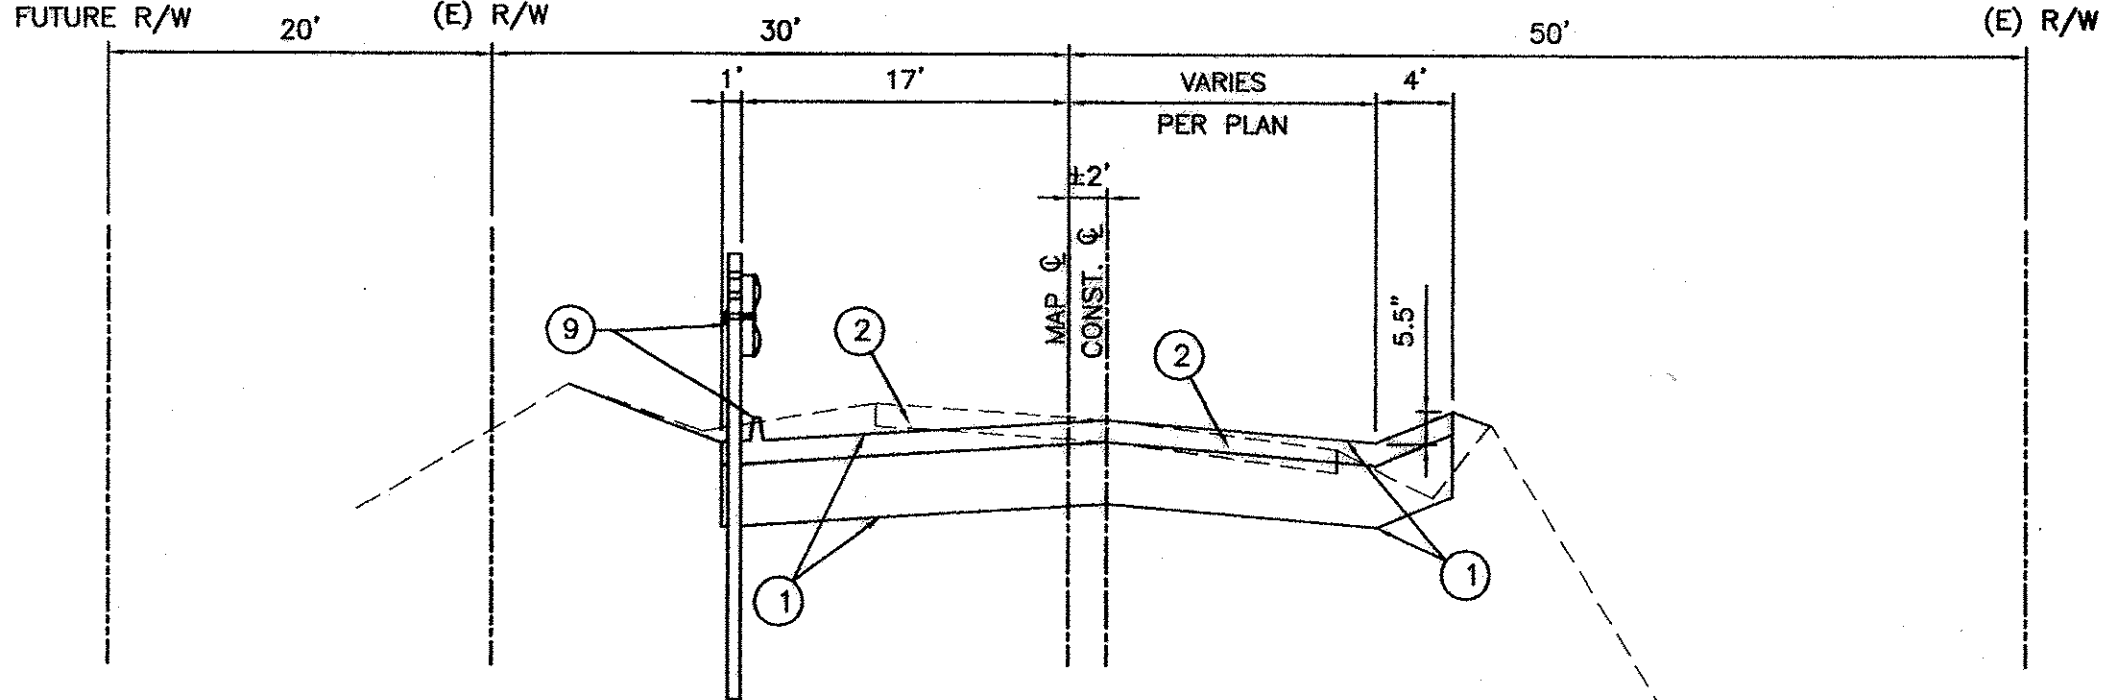 FUTURE R/W
20'
(E) R/W
30'
50'
(E) R/W
1'
17'
VARIES
PER PLAN
4'
±2'
MAP ℄
CONST. ℄
5.5"
9
2
2
1
1